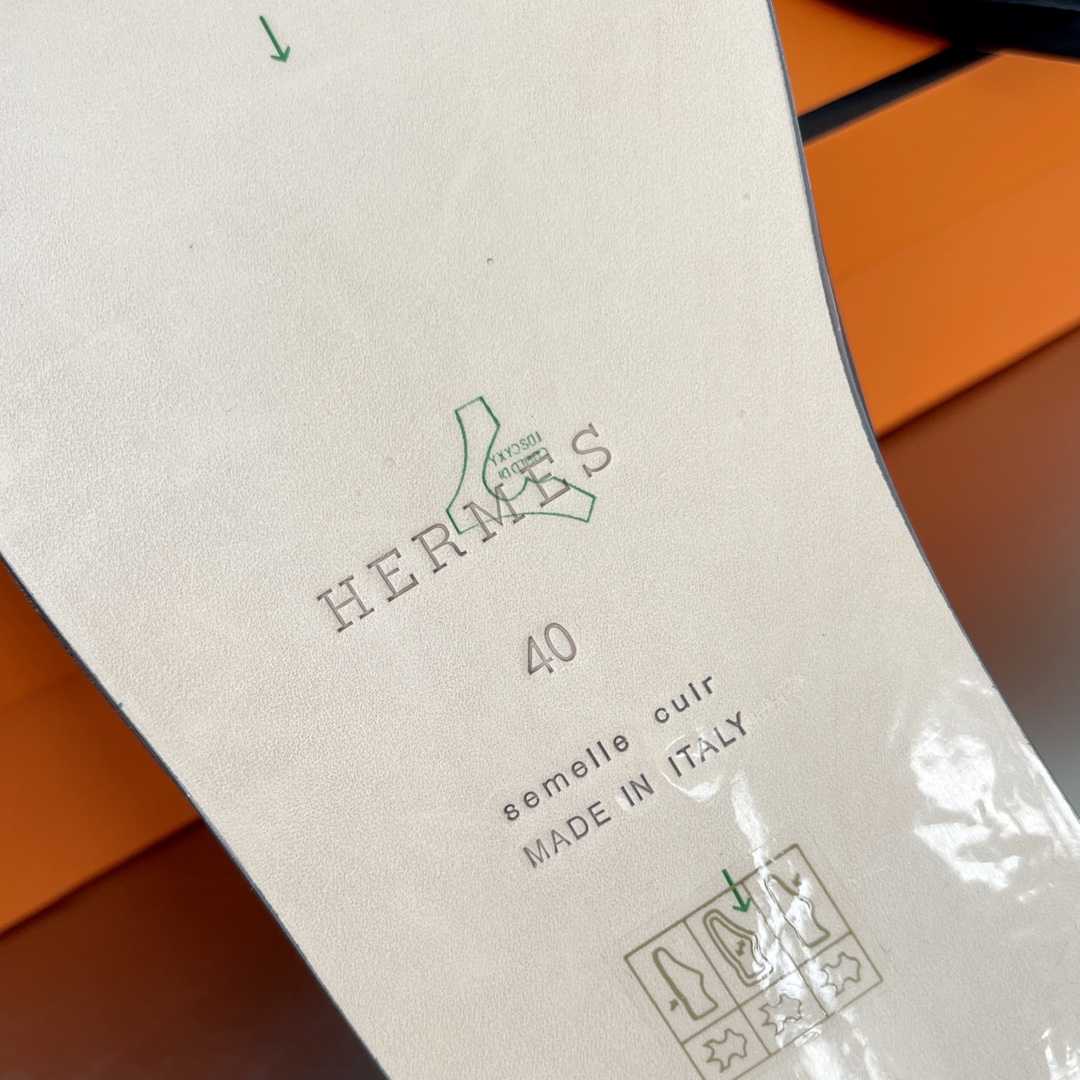 HERMES
40
semelle cuir
MADE IN ITALY